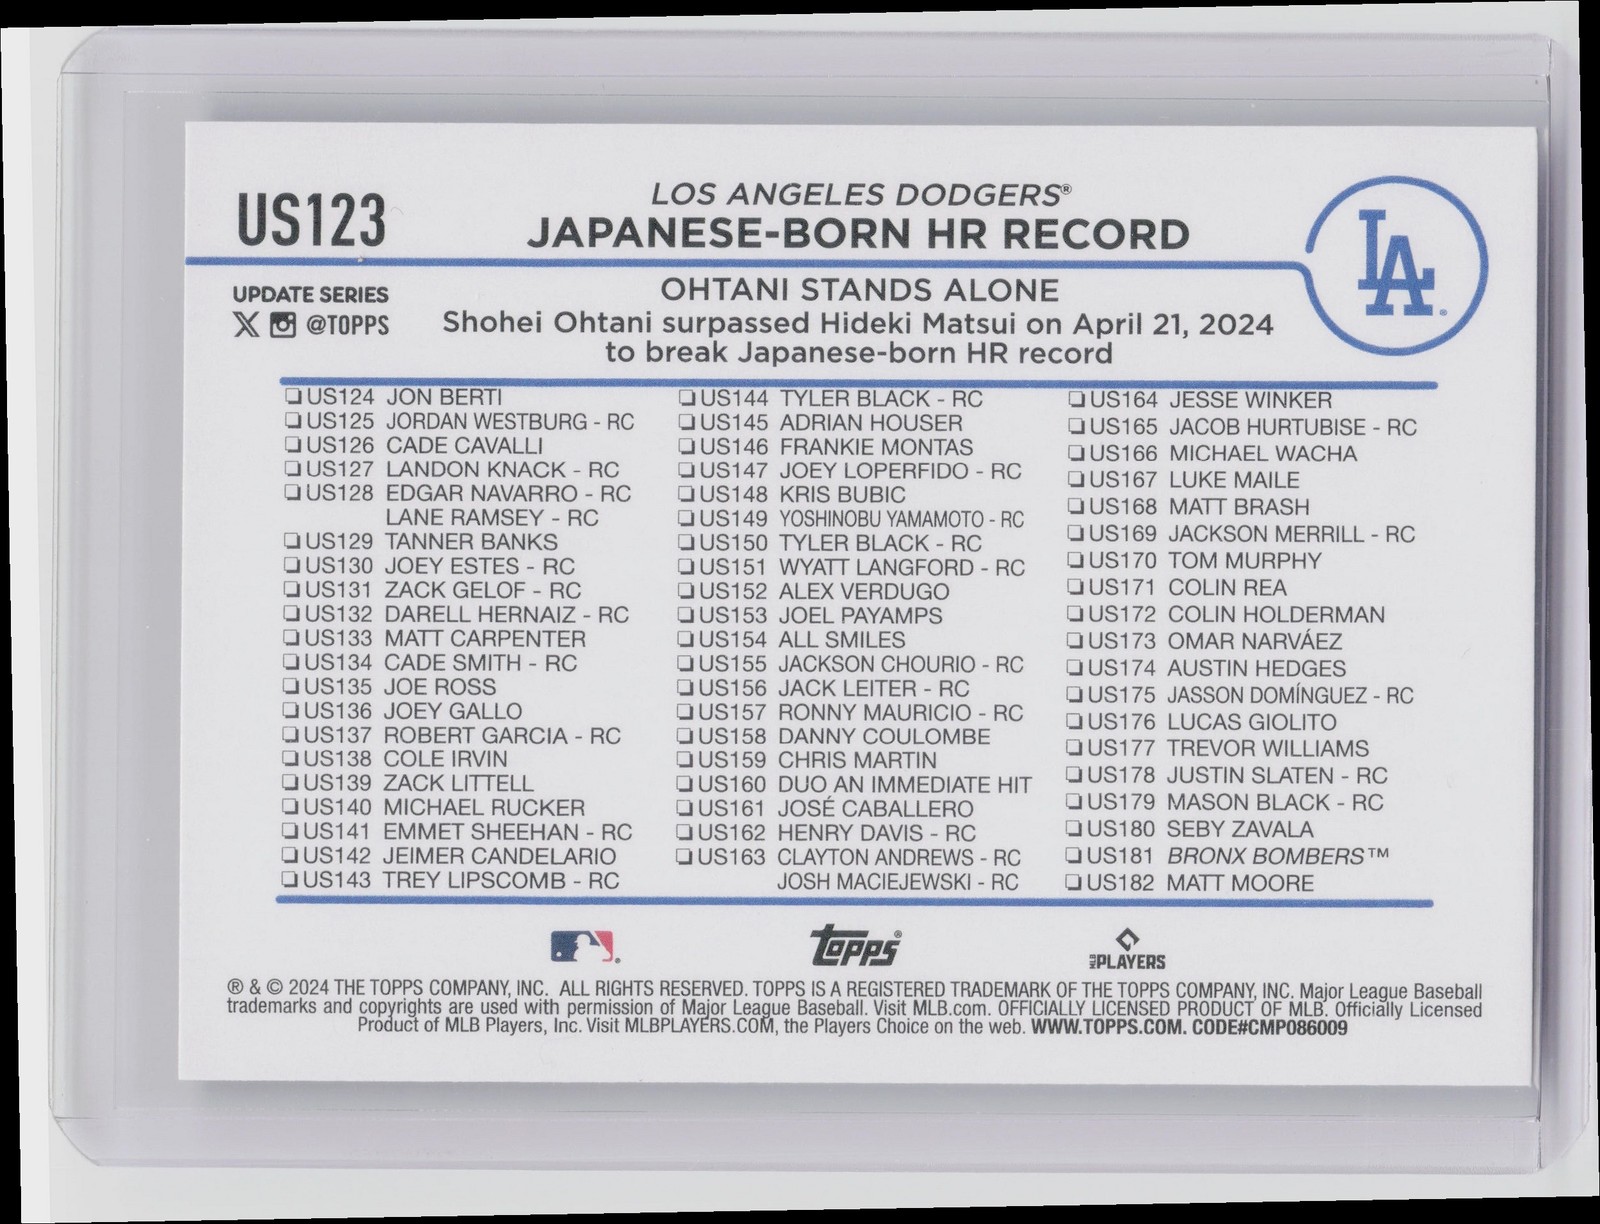 US123
LOS ANGELES DODGERS®
JAPANESE-BORN HR RECORD
LA
UPDATE SERIES
X @TOPPS
OHTANI STANDS ALONE
Shohei Ohtani surpassed Hideki Matsui on April 21, 2024
to break Japanese-born HR record
US124 JON BERTI
US125 JORDAN WESTBURG - RC
US126 CADE CAVALLI
US127 LANDON KNACK - RC
US128 EDGAR NAVARRO - RC
LANE RAMSEY - RC
US129 TANNER BANKS
US130 JOEY ESTES - RC
US131 ZACK GELOF - RC
US132 DARELL HERNAIZ - RC
US133 MATT CARPENTER
US134 CADE SMITH - RC
US135 JOE ROSS
US136 JOEY GALLO
US137 ROBERT GARCIA - RC
US138 COLE IRVIN
US139 ZACK LITTELL
US140 MICHAEL RUCKER
US141 EMMET SHEEHAN - RC
US142 JEIMER CANDELARIO
US143 TREY LIPSCOMB - RC
US144 TYLER BLACK - RC
US145 ADRIAN HOUSER
US146 FRANKIE MONTAS
US147 JOEY LOPERFIDO - RC
US148 KRIS BUBIC
US149 YOSHINOBU YAMAMOTO - RC
US150 TYLER BLACK - RC
US151 WYATT LANGFORD - RC
US152 ALEX VERDUGO
US153 JOEL PAYAMPS
US154 ALL SMILES
US155 JACKSON CHOURIO - RC
US156 JACK LEITER - RC
US157 RONNY MAURICIO - RC
US158 DANNY COULOMBE
US159 CHRIS MARTIN
US160 DUO AN IMMEDIATE HIT
US161 JOSÉ CABALLERO
US162 HENRY DAVIS - RC
US163 CLAYTON ANDREWS - RC
JOSH MACIEJEWSKI - RC
US164 JESSE WINKER
US165 JACOB HURTUBISE - RC
US166 MICHAEL WACHA
US167 LUKE MAILE
US168 MATT BRASH
US169 JACKSON MERRILL - RC
US170 TOM MURPHY
US171 COLIN REA
US172 COLIN HOLDERMAN
US173 OMAR NARVÁEZ
US174 AUSTIN HEDGES
US175 JASSON DOMÍNGUEZ - RC
US176 LUCAS GIOLITO
US177 TREVOR WILLIAMS
US178 JUSTIN SLATEN - RC
US179 MASON BLACK - RC
US180 SEBY ZAVALA
US181 BRONX BOMBERS™
US182 MATT MOORE
Topps®
MLB PLAYERS
® & © 2024 THE TOPPS COMPANY, INC. ALL RIGHTS RESERVED. TOPPS IS A REGISTERED TRADEMARK OF THE TOPPS COMPANY, INC. Major League Baseball
trademarks and copyrights are used with permission of Major League Baseball. Visit MLB.com. OFFICIALLY LICENSED PRODUCT OF MLB. Officially Licensed
Product of MLB Players, Inc. Visit MLBPLAYERS.COM, the Players Choice on the web. WWW.TOPPS.COM. CODE#CMP086009